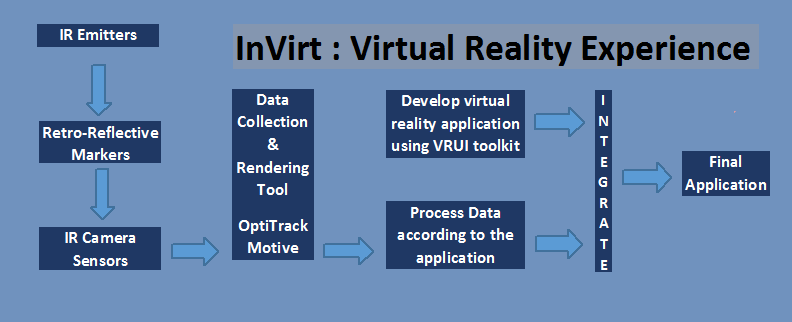 InVirt : Virtual Reality Experience
IR Emitters
Retro-Reflective
Markers
IR Camera
Sensors
Data
Collection
&
Rendering
Tool
OptiTrack
Motive
Develop virtual
reality application
using VRUI toolkit
Process Data
according to the
application
INTEGRATE
Final
Application